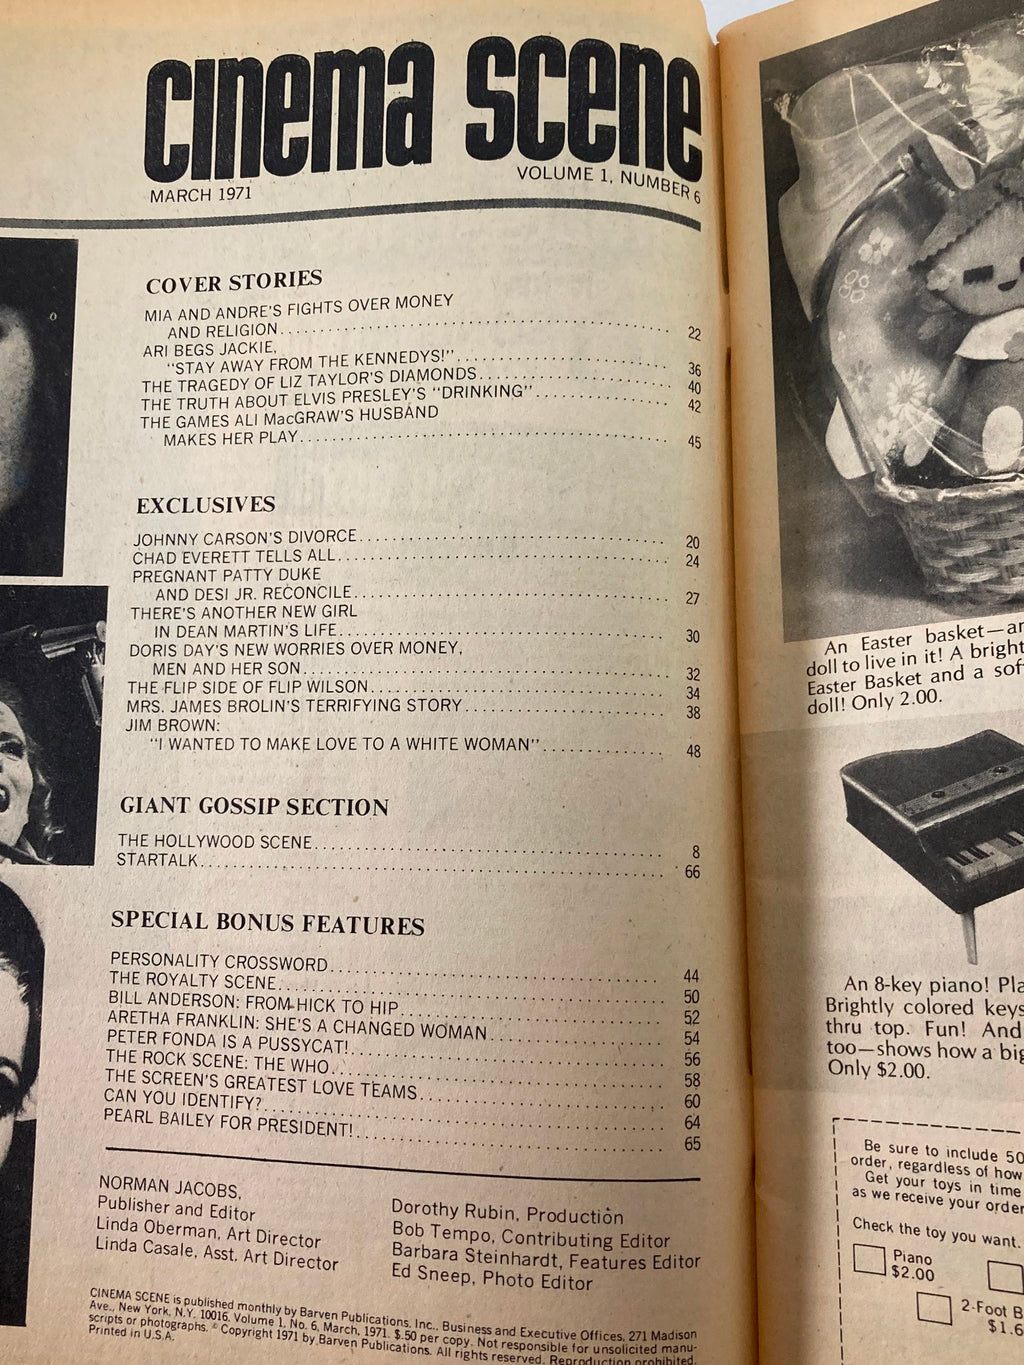 cinema scene
MARCH 1971
VOLUME 1, NUMBER 6
COVER STORIES
MIA AND ANDRE'S FIGHTS OVER MONEY
AND RELIGION........ 22
ARI BEGS JACKIE,
"STAY AWAY FROM THE KENNEDYS!"........ 36
THE TRAGEDY OF LIZ TAYLOR'S DIAMONDS........ 40
THE TRUTH ABOUT ELVIS PRESLEY'S "DRINKING"........ 42
THE GAMES ALI MacGRAW'S HUSBAND
MAKES HER PLAY........ 45
EXCLUSIVES
JOHNNY CARSON'S DIVORCE........ 20
CHAD EVERETT TELLS ALL........ 24
PREGNANT PATTY DUKE
AND DESI JR. RECONCILE........ 27
THERE'S ANOTHER NEW GIRL
IN DEAN MARTIN'S LIFE........ 30
DORIS DAY'S NEW WORRIES OVER MONEY,
MEN AND HER SON........ 32
THE FLIP SIDE OF FLIP WILSON........ 34
MRS. JAMES BROLIN'S TERRIFYING STORY........ 38
JIM BROWN:
"I WANTED TO MAKE LOVE TO A WHITE WOMAN"........ 48
GIANT GOSSIP SECTION
THE HOLLYWOOD SCENE........ 8
STARTALK........ 66
SPECIAL BONUS FEATURES
PERSONALITY CROSSWORD........ 44
THE ROYALTY SCENE........ 50
BILL ANDERSON: FROM HICK TO HIP........ 52
ARETHA FRANKLIN: SHE'S A CHANGED WOMAN........ 54
PETER FONDA IS A PUSSYCAT!........ 56
THE ROCK SCENE: THE WHO........ 58
THE SCREEN'S GREATEST LOVE TEAMS........ 60
CAN YOU IDENTIFY?........ 64
PEARL BAILEY FOR PRESIDENT!........ 65
NORMAN JACOBS,
Publisher and Editor
Linda Oberman, Art Director
Linda Casale, Asst. Art Director
Dorothy Rubin, Production
Bob Tempo, Contributing Editor
Barbara Steinhardt, Features Editor
Ed Sneep, Photo Editor
CINEMA SCENE is published monthly by Barven Publications, Inc., Business and Executive Offices, 271 Madison
Ave., New York, N.Y. 10016. Volume 1, No. 6, March, 1971. $.50 per copy. Not responsible for unsolicited manu-
scripts or photographs. © Copyright 1971 by Barven Publications. All rights reserved. Reproduction prohibited.
Printed in U.S.A.
An Easter basket—
doll to live in it! A bright
Easter Basket and a
doll! Only 2.00.
An 8-key piano!
Brightly colored keys
thru top. Fun! And
too—shows how a
Only $2.00.
Be sure to include 50
order, regardless of how
Get your toys in time
as we receive your order
Check the toy you want.
Piano
$2.00
2-Foot